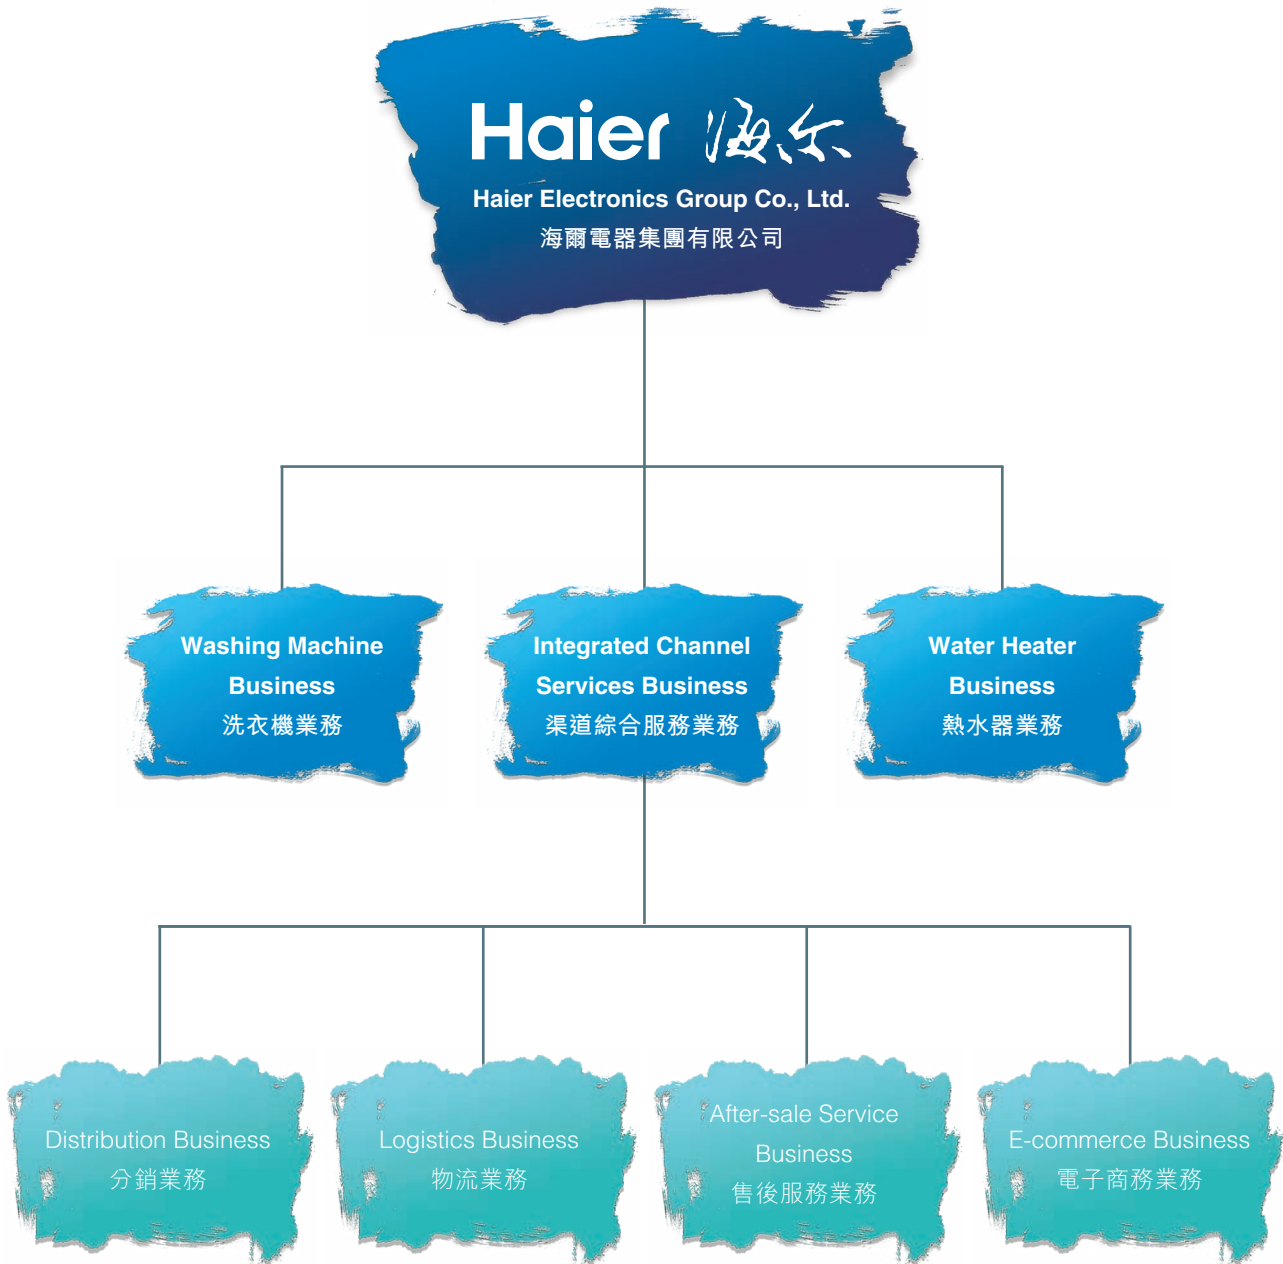 Haier 海尔
Haier Electronics Group Co., Ltd.
海爾電器集團有限公司
Washing Machine
Business
洗衣機業務
Integrated Channel
Services Business
渠道綜合服務業務
Water Heater
Business
熱水器業務
Distribution Business
分銷業務
Logistics Business
物流業務
After-sale Service
Business
售後服務業務
E-commerce Business
電子商務業務